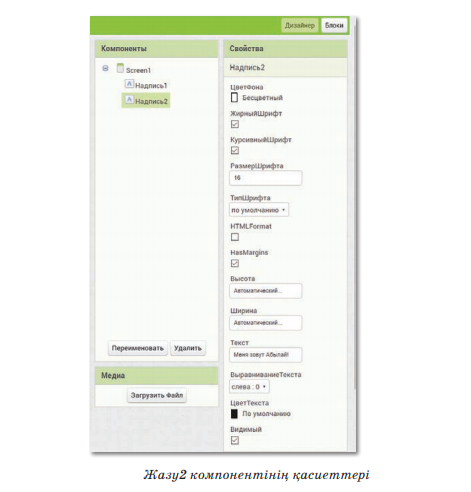 Дизайнер Блоки
Компоненты
Screen1
Надпись1
Надпись2
Переименовать Удалить
Медиа
Загрузить Файл
Свойства
Надпись2
ЦветФона
Бесцветный
ЖирныйШрифт
КурсивныйШрифт
РазмерШрифта
16
ТипШрифта
по умолчанию
HTMLFormat
HasMargins
Высота
Автоматический...
Ширина
Автоматический...
Текст
Меня зовут Абылай!
ВыравниваниеТекста
слева : 0
ЦветТекста
По умолчанию
Видимый
Жазу2 компонентінің қасиеттері